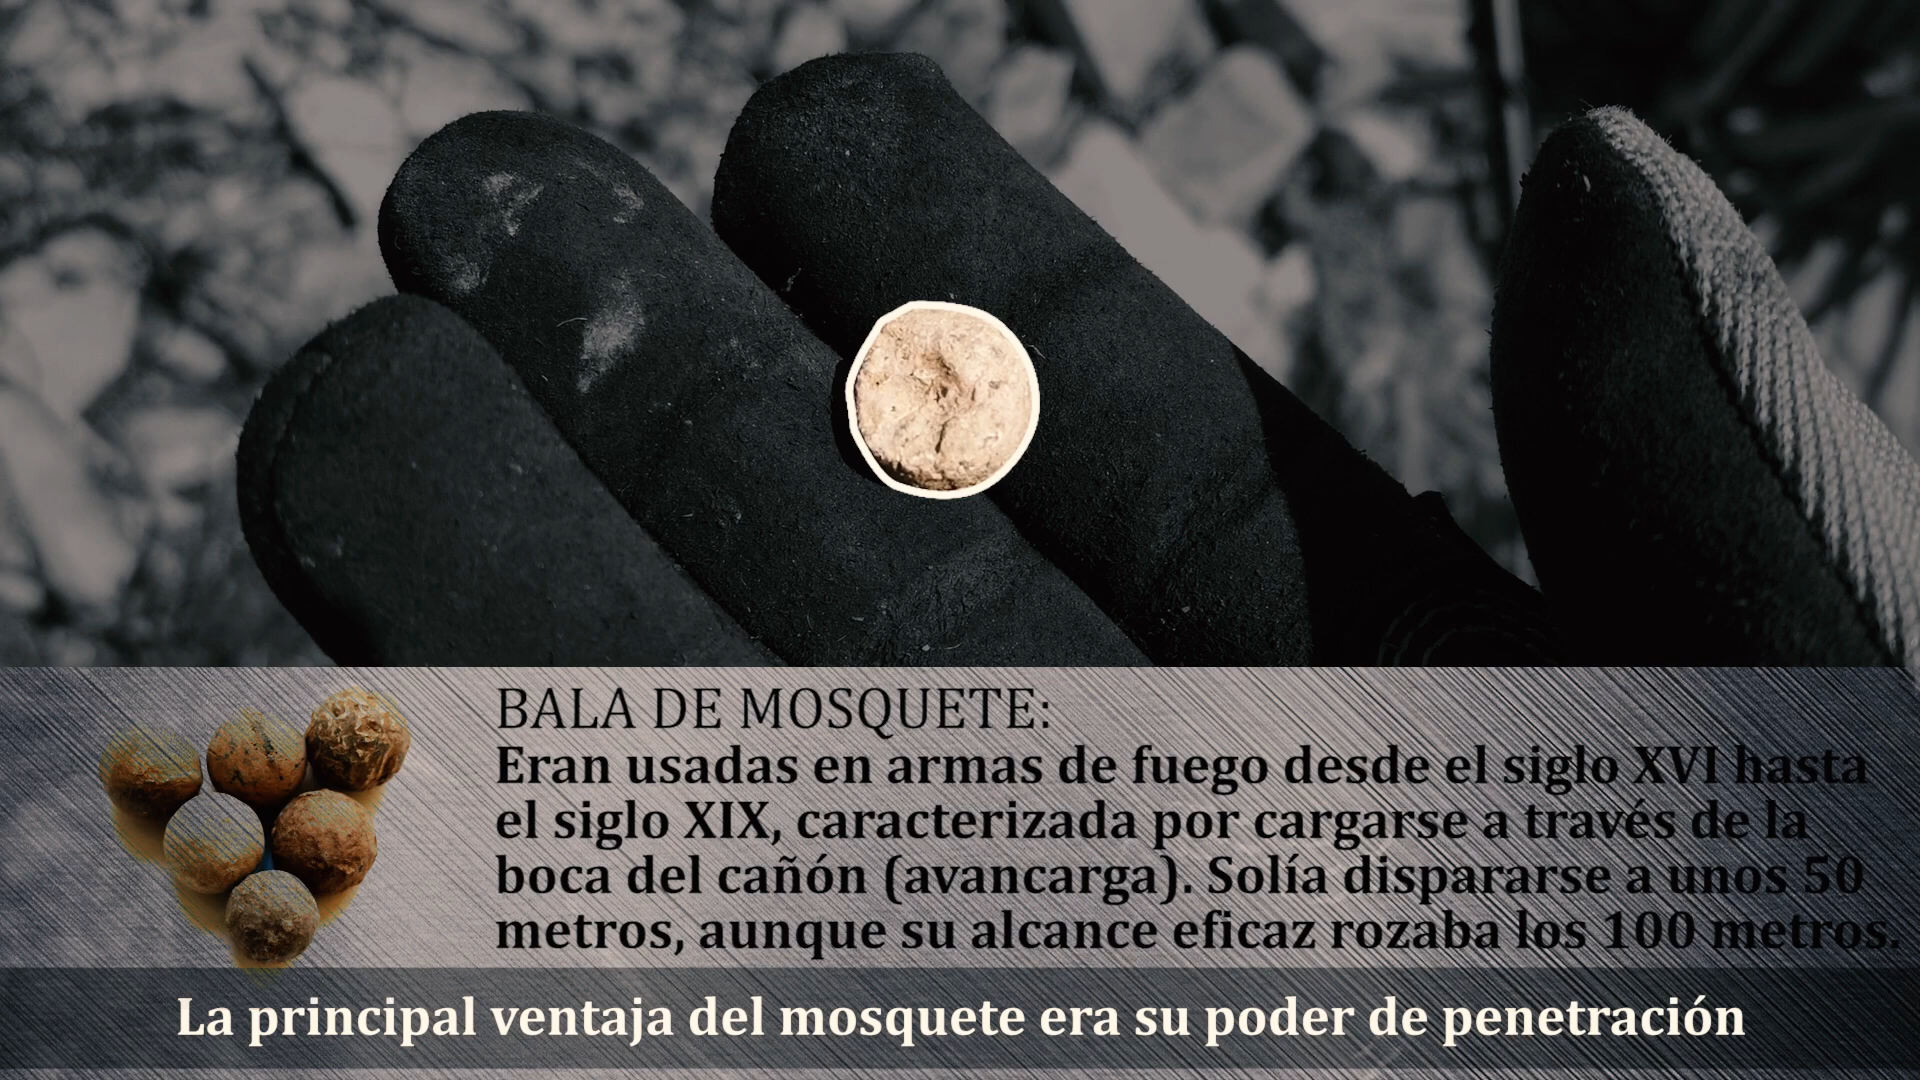 BALA DE MOSQUETE:
Eran usadas en armas de fuego desde el siglo XVI hasta
el siglo XIX, caracterizada por cargarse a través de la
boca del cañón (avancarga). Solía dispararse a unos 50
metros, aunque su alcance eficaz rozaba los 100 metros.
La principal ventaja del mosquete era su poder de penetración